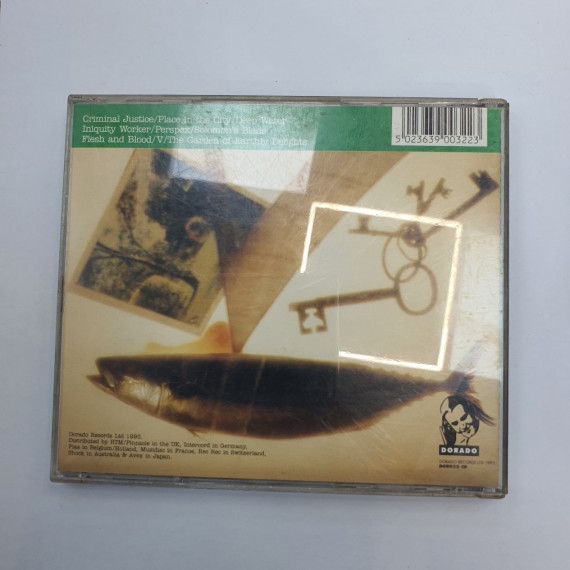 Criminal Justice/Place in the City/Deep Water
Iniquity Worker/Perspex/Solomon's Blade
Flesh and Blood/V/The Garden of Earthly Delights
5 023639 003223
Dorado Records Ltd 1995.
Distributed by RTM/Pinnacle in the UK, Intercord in Germany,
Pias in Belgium/Holland, Musidisc in France, Rec Rec in Switzerland,
Shock in Australia & Avex in Japan.
DORADO